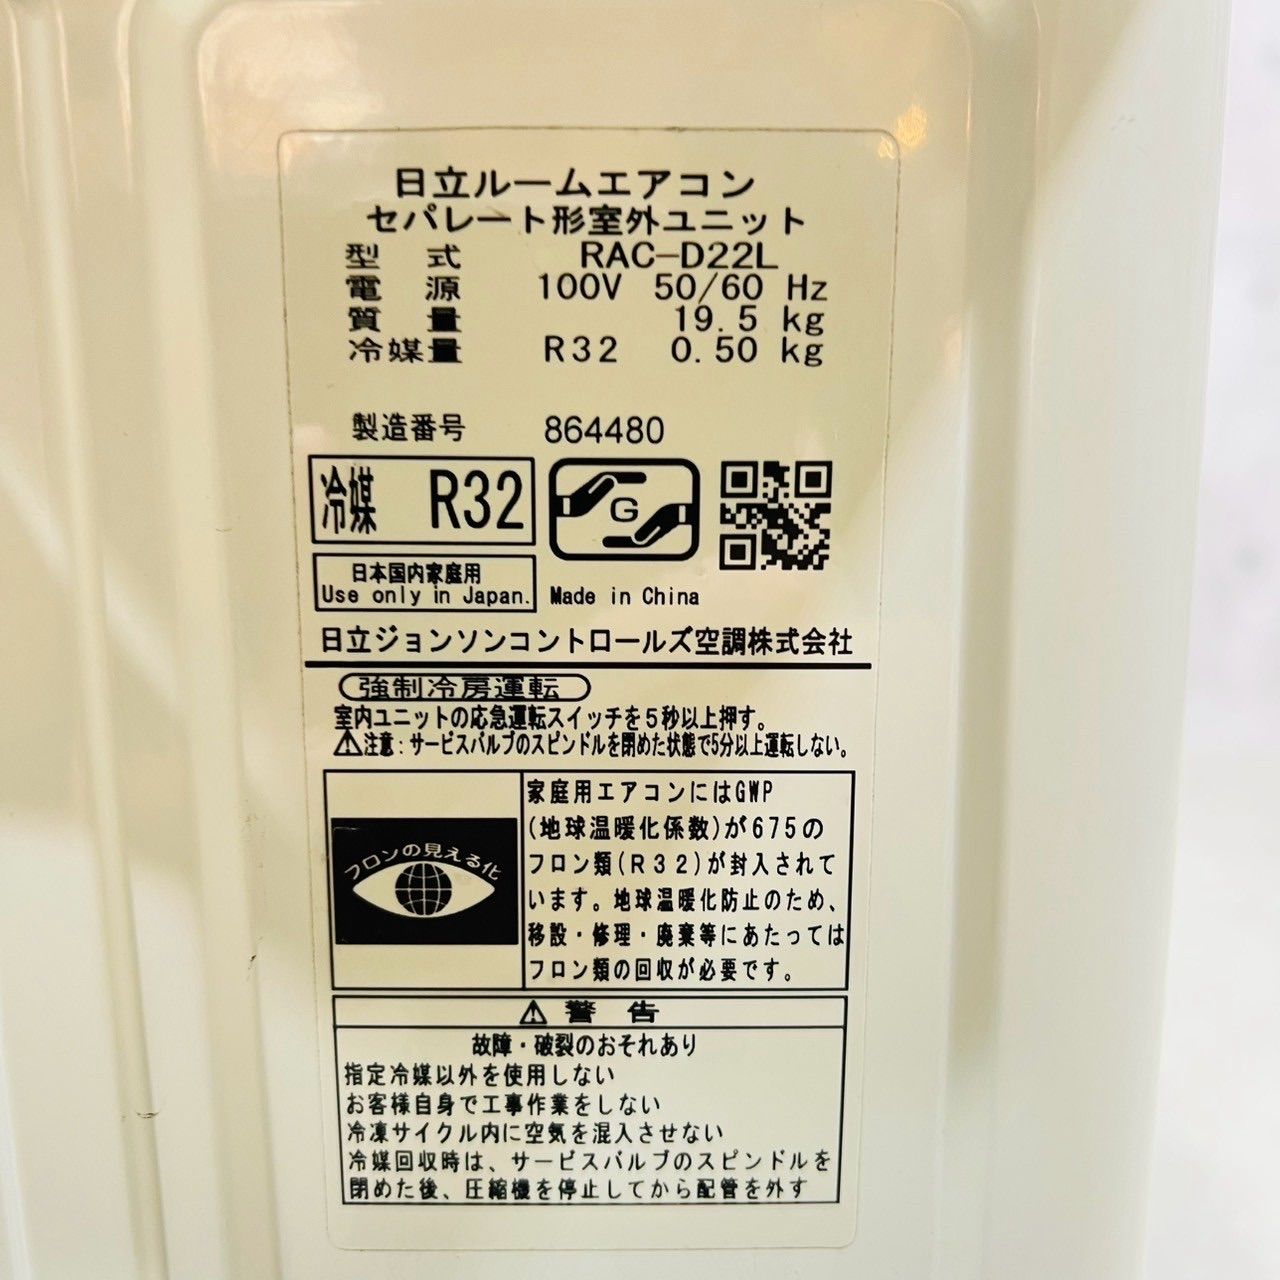 日立ルームエアコン
セパレート形室外ユニット
型 式 RAC-D22L
電 源 100V 50/60 Hz
質 量 19.5 kg
冷媒量 R32 0.50 kg
製造番号 864480
冷媒 R32
G
日本国内家庭用
Use only in Japan.
Made in China
日立ジョンソンコントロールズ空調株式会社
強制冷房運転
室内ユニットの応急運転スイッチを5秒以上押す。
⚠注意:サービスバルブのスピンドルを閉めた状態で5分以上運転しない。
フロンの見える化
家庭用エアコンにはGWP
(地球温暖化係数)が675の
フロン類(R32)が封入されて
います。地球温暖化防止のため、
移設・修理・廃棄等にあたっては
フロン類の回収が必要です。
⚠警 告
故障・破裂のおそれあり
指定冷媒以外を使用しない
お客様自身で工事作業をしない
冷凍サイクル内に空気を混入させない
冷媒回収時は、サービスバルブのスピンドルを
閉めた後、圧縮機を停止してから配管を外す